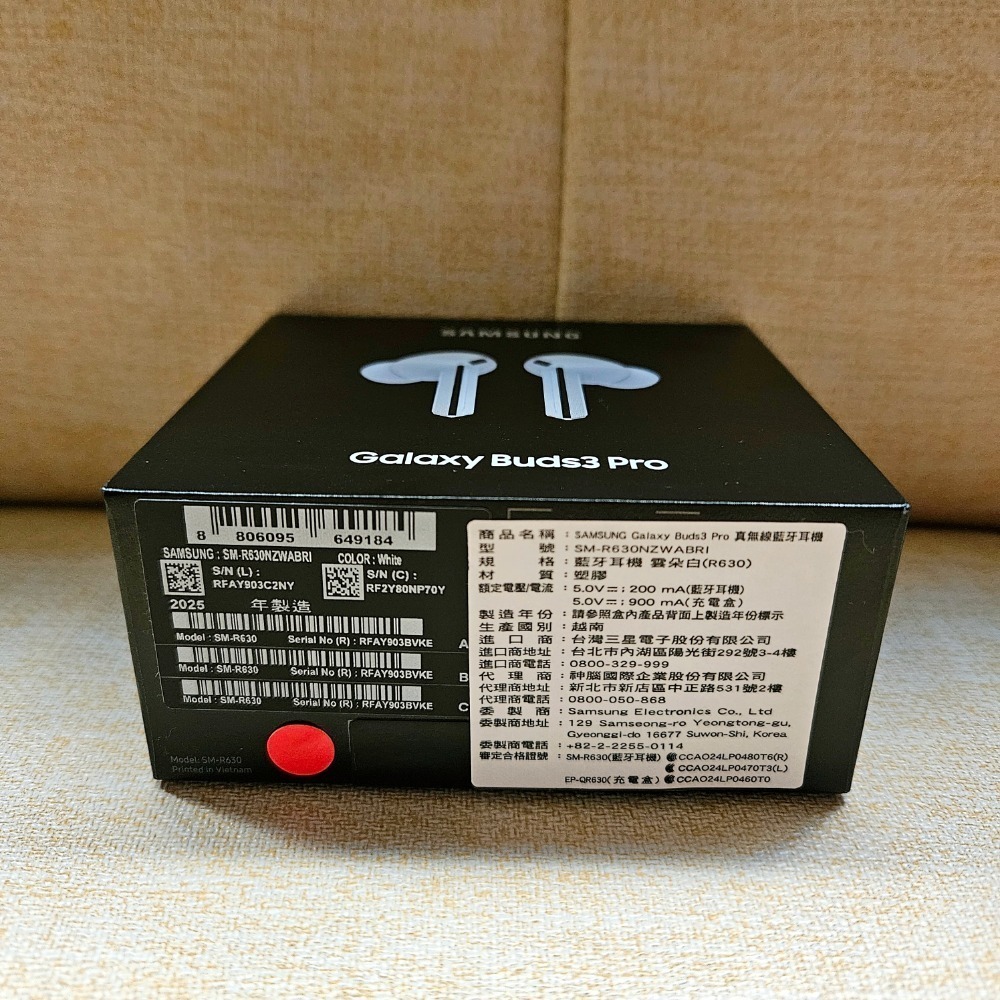 SAMSUNG
Galaxy Buds3 Pro
8 806095 649184
SAMSUNG : SM-R630NZWABRI COLOR : White
S/N (L) :
RFAY903C2NY
S/N (C) :
RF2Y80NP70Y
2025 年製造
Model : SM-R630 Serial No (R) : RFAY903BVKE A
Model : SM-R630 Serial No (R) : RFAY903BVKE B
Model : SM-R630 Serial No (R) : RFAY903BVKE C
Model: SM-R630
Printed in Vietnam
商品名稱 : SAMSUNG Galaxy Buds3 Pro 真無線藍牙耳機
型號 : SM-R630NZWABRI
規格 : 藍牙耳機 雲朵白(R630)
材質 : 塑膠
額定電壓/電流 : 5.0V⎓; 200 mA(藍牙耳機)
5.0V⎓; 900 mA(充電盒)
製造年份 : 請參照盒內產品背面上製造年份標示
生產國別 : 越南
進口商 : 台灣三星電子股份有限公司
進口商地址 : 台北市內湖區陽光街292號3-4樓
進口商電話 : 0800-329-999
代理商 : 神腦國際企業股份有限公司
代理商地址 : 新北市新店區中正路531號2樓
代理商電話 : 0800-050-868
委製商 : Samsung Electronics Co., Ltd
委製商地址 : 129 Samseong-ro Yeongtong-gu,
Gyeonggi-do 16677 Suwon-Shi, Korea
委製商電話 : +82-2-2255-0114
審定合格證號 : SM-R630(藍牙耳機) CCAO24LP0480T6(R)
CCAO24LP0470T3(L)
EP-QR630(充電盒) CCAO24LP0460T0